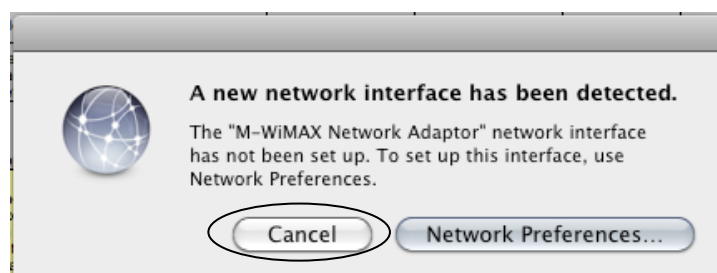 A new network interface has been detected.
The "M-WiMAX Network Adaptor" network interface
has not been set up. To set up this interface, use
Network Preferences.
Cancel
Network Preferences...